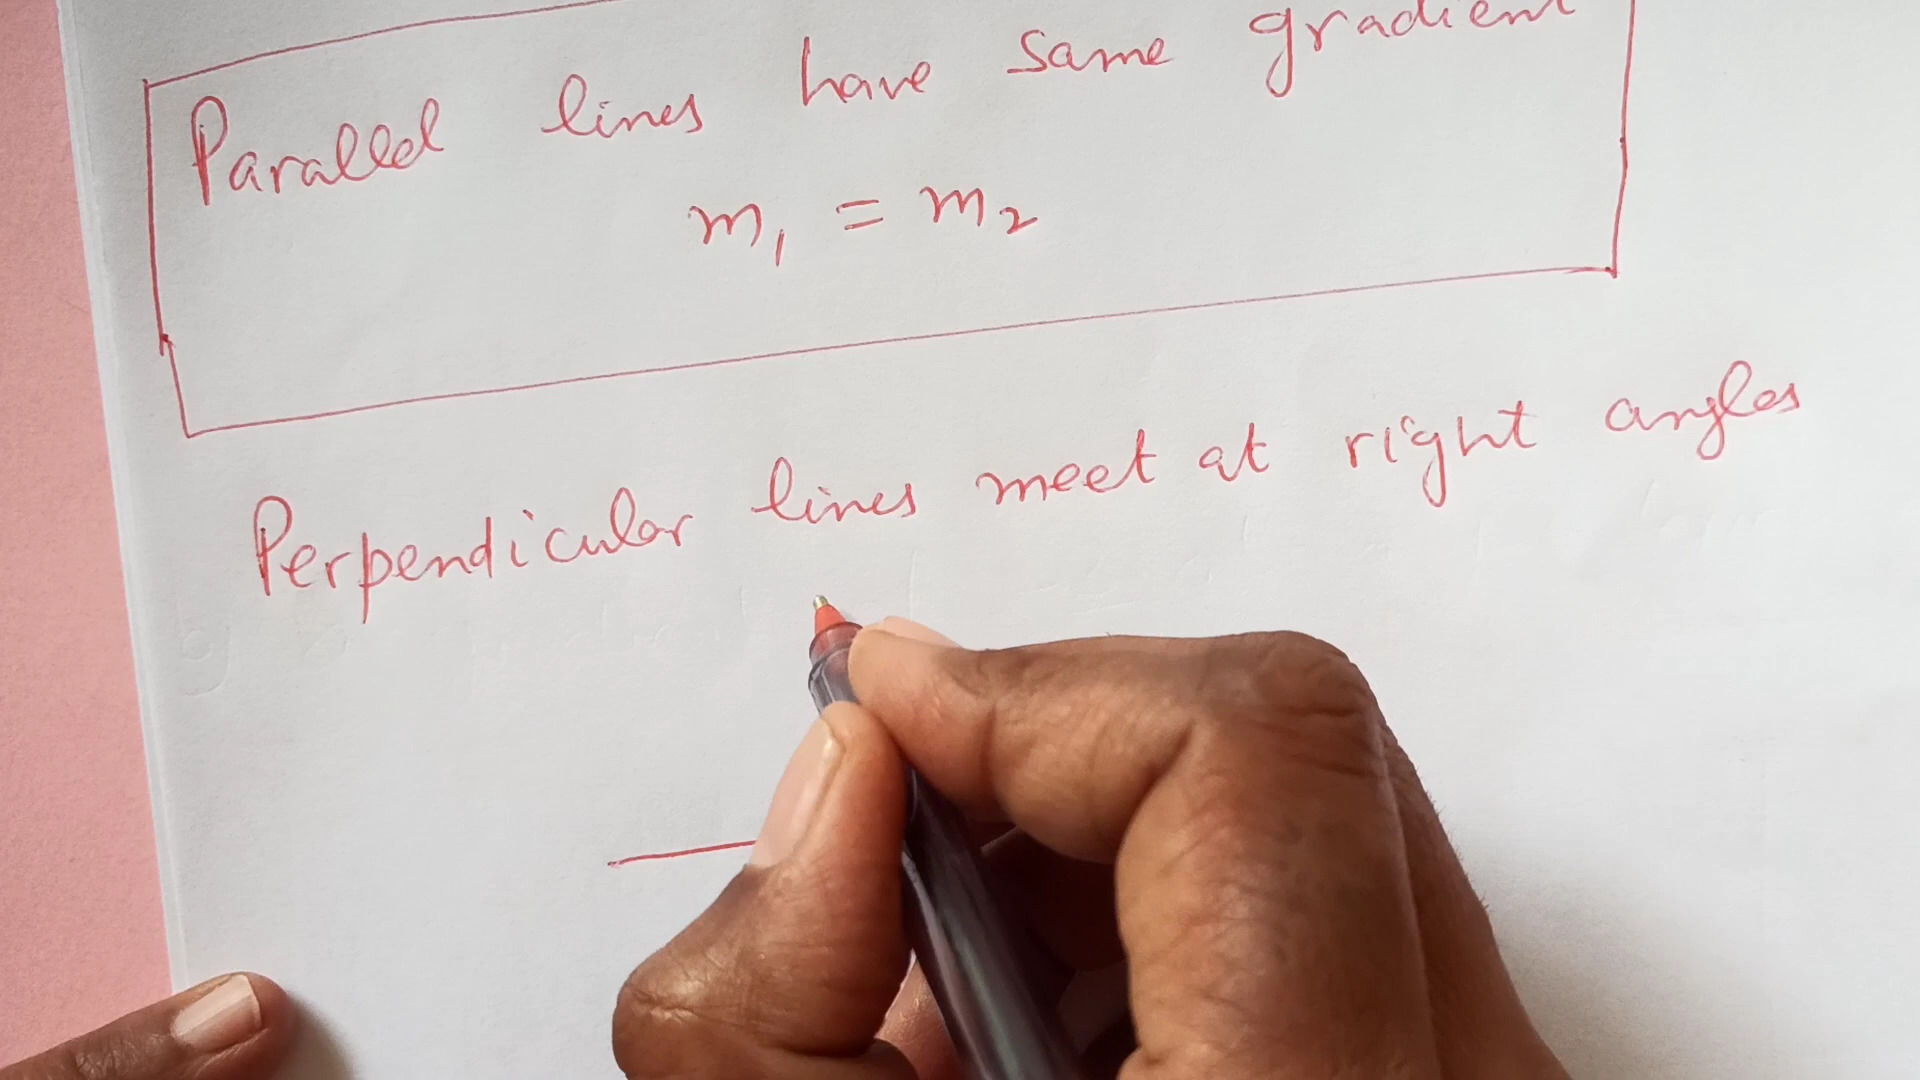 Parallel lines have same gradient
m₁ = m₂
Perpendicular lines meet at right angles